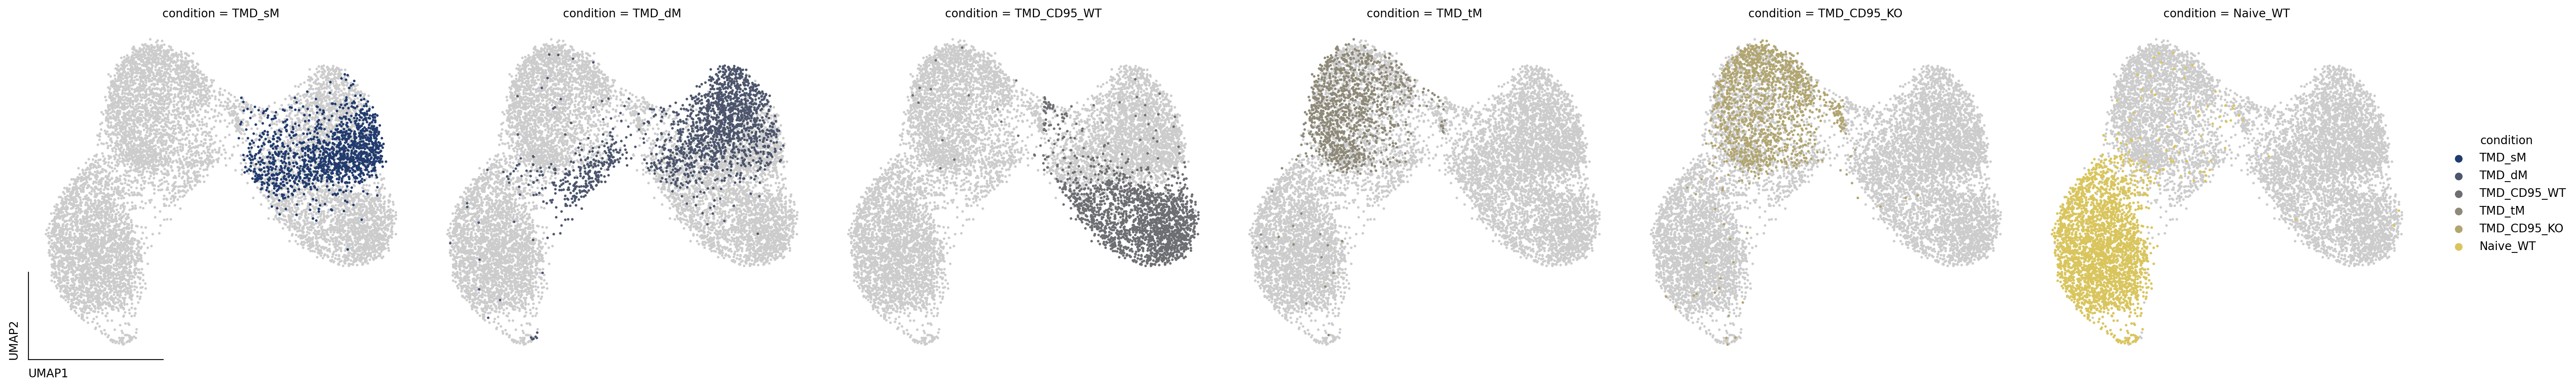 condition = TMD_sM
condition = TMD_dM
condition = TMD_CD95_WT
condition = TMD_tM
condition = TMD_CD95_KO
condition = Naive_WT
condition
TMD_sM
TMD_dM
TMD_CD95_WT
TMD_tM
TMD_CD95_KO
Naive_WT
UMAP2
UMAP1